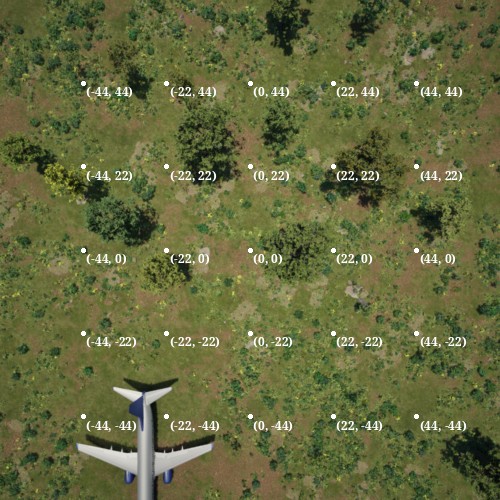 (-44, 44) (-22, 44) (0, 44) (22, 44) (44, 44)
(-44, 22) (-22, 22) (0, 22) (22, 22) (44, 22)
(-44, 0) (-22, 0) (0, 0) (22, 0) (44, 0)
(-44, -22) (-22, -22) (0, -22) (22, -22) (44, -22)
(-44, -44) (-22, -44) (0, -44) (22, -44) (44, -44)